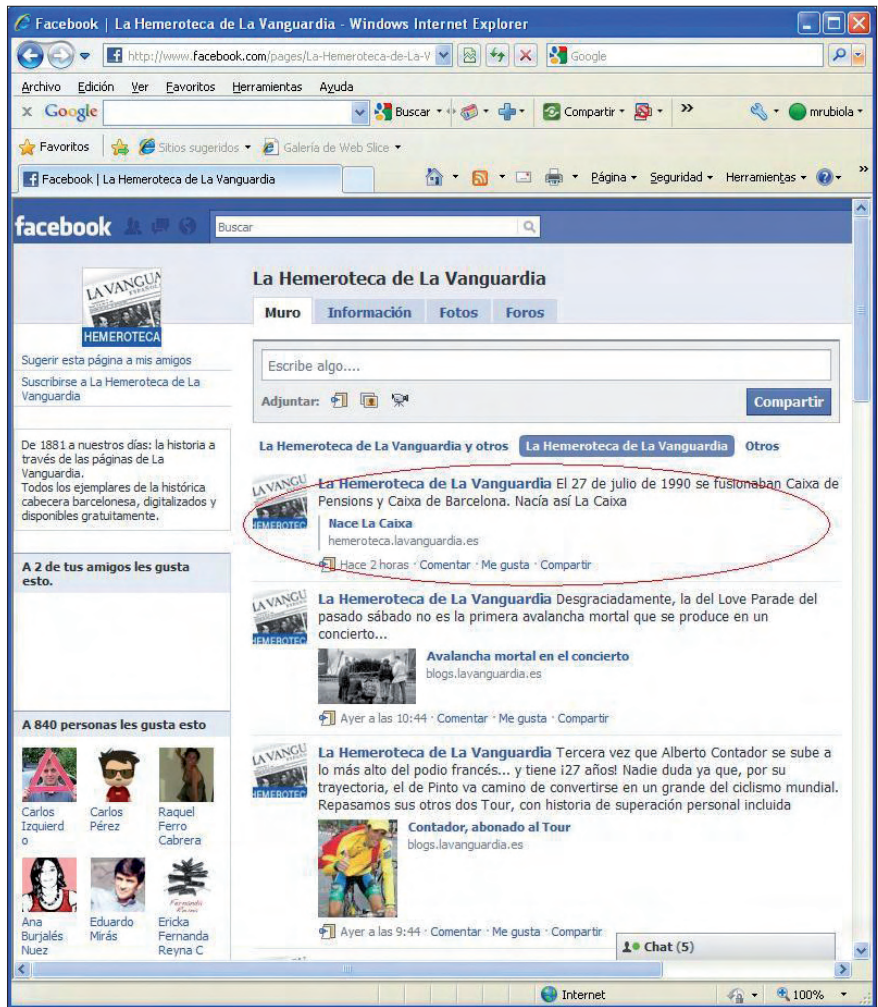 Facebook | La Hemeroteca de La Vanguardia - Windows Internet Explorer
http://www.facebook.com/pages/La-Hemeroteca-de-La-V
Google
Archivo Edición Ver Favoritos Herramientas Ayuda
x Google Buscar Compartir » mrubiola
Favoritos Sitios sugeridos Galería de Web Slice
Facebook | La Hemeroteca de La Vanguardia
Página Seguridad Herramientas »
facebook Buscar
LA VANGUA
ESPAÑOL
HEMEROTECA
Sugerir esta página a mis amigos
Suscribirse a La Hemeroteca de La
Vanguardia
De 1881 a nuestros días: la historia a
través de las páginas de La
Vanguardia.
Todos los ejemplares de la histórica
cabecera barcelonesa, digitalizados y
disponibles gratuitamente.
A 2 de tus amigos les gusta
esto.
A 840 personas les gusta esto
Carlos
Izquierd
o
Carlos
Pérez
Raquel
Ferro
Cabrera
Ana
Burjalés
Nuez
Eduardo
Mirás
Fernanda
Ericka
Fernanda
Reyna C
La Hemeroteca de La Vanguardia
Muro Información Fotos Foros
Escribe algo....
Adjuntar: Compartir
La Hemeroteca de La Vanguardia y otros La Hemeroteca de La Vanguardia Otros
LA VANGU
HEMEROTEC
La Hemeroteca de La Vanguardia El 27 de julio de 1990 se fusionaban Caixa de
Pensions y Caixa de Barcelona. Nacía así La Caixa
Nace La Caixa
hemeroteca.lavanguardia.es
Hace 2 horas · Comentar · Me gusta · Compartir
LA VANGU
HEMEROTEC
La Hemeroteca de La Vanguardia Desgraciadamente, la del Love Parade del
pasado sábado no es la primera avalancha mortal que se produce en un
concierto...
Avalancha mortal en el concierto
blogs.lavanguardia.es
Ayer a las 10:44 · Comentar · Me gusta · Compartir
LA VANGU
HEMEROTEC
La Hemeroteca de La Vanguardia Tercera vez que Alberto Contador se sube a
lo más alto del podio francés... y tiene ¡27 años! Nadie duda ya que, por su
trayectoria, el de Pinto va camino de convertirse en un grande del ciclismo mundial.
Repasamos sus otros dos Tour, con historia de superación personal incluida
Contador, abonado al Tour
blogs.lavanguardia.es
Ayer a las 9:44 · Comentar · Me gusta · Compartir
Chat (5)
Internet 100%